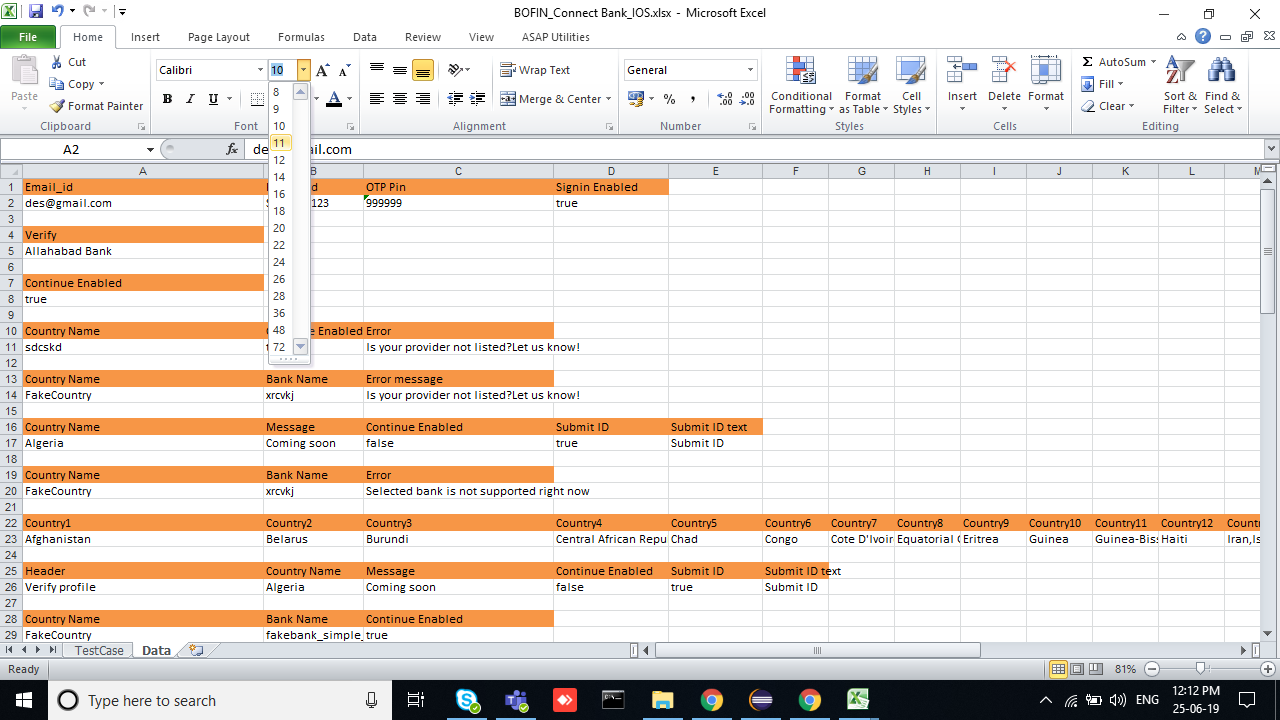 BOFIN_Connect Bank_IOS.xlsx - Microsoft Excel
File Home Insert Page Layout Formulas Data Review View ASAP Utilities
Paste Cut Copy Format Painter Clipboard
Calibri 10 B I U A A A Font
Wrap Text Merge & Center Alignment
General % , Number
Conditional Formatting Format as Table Cell Styles Styles
Insert Delete Format Cells
AutoSum Fill Clear Sort & Filter Find & Select Editing
8
9
10
11
12
14
16
18
20
22
24
26
28
36
48
72
A2 fx de ail.com
A B C D E F G H I J K L M
1 Email_id d OTP Pin Signin Enabled
2 des@gmail.com 123 999999 true
3
4 Verify
5 Allahabad Bank
6
7 Continue Enabled
8 true
9
10 Country Name e Enabled Error
11 sdcskd Is your provider not listed?Let us know!
12
13 Country Name Bank Name Error message
14 FakeCountry xrcvkj Is your provider not listed?Let us know!
15
16 Country Name Message Continue Enabled Submit ID Submit ID text
17 Algeria Coming soon false true Submit ID
18
19 Country Name Bank Name Error
20 FakeCountry xrcvkj Selected bank is not supported right now
21
22 Country1 Country2 Country3 Country4 Country5 Country6 Country7 Country8 Country9 Country10 Country11 Country12 Countr
23 Afghanistan Belarus Burundi Central African Repu Chad Congo Cote D'Ivoir Equatorial G Eritrea Guinea Guinea-Biss Haiti Iran,Is
24
25 Header Country Name Message Continue Enabled Submit ID Submit ID text
26 Verify profile Algeria Coming soon false true Submit ID
27
28 Country Name Bank Name Continue Enabled
29 FakeCountry fakebank_simple_ true
TestCase Data
Ready 81%
Type here to search ENG 12:12 PM
25-06-19